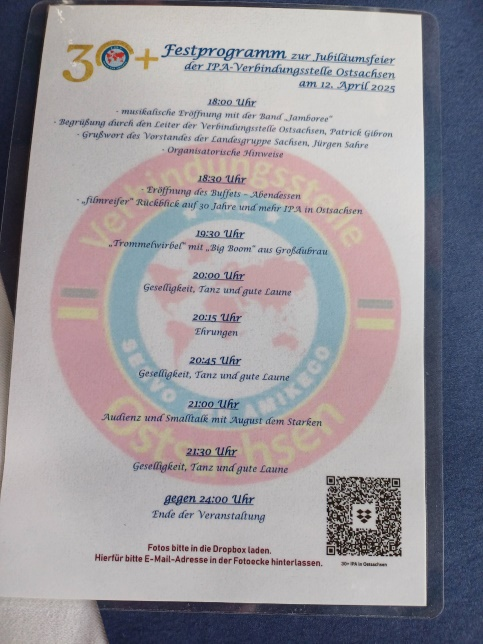 30+
Festprogramm zur Jubiläumsfeier
der IPA-Verbindungsstelle Ostsachsen
am 12. April 2025
18:00 Uhr
- musikalische Eröffnung mit der Band „Jamboree"
- Begrüßung durch den Leiter der Verbindungsstelle Ostsachsen, Patrick Gibron
- Grußwort des Vorstandes der Landesgruppe Sachsen, Jürgen Sahre
- Organisatorische Hinweise
18:30 Uhr
- Eröffnung des Buffets – Abendessen
- „filmreifer" Rückblick auf 30 Jahre und mehr IPA in Ostsachsen
19:30 Uhr
„Trommelwirbel" mit „Big Boom" aus Großdubrau
20:00 Uhr
Geselligkeit, Tanz und gute Laune
20:15 Uhr
Ehrungen
20:45 Uhr
Geselligkeit, Tanz und gute Laune
21:00 Uhr
Audienz und Smalltalk mit August dem Starken
21:30 Uhr
Geselligkeit, Tanz und gute Laune
gegen 24:00 Uhr
Ende der Veranstaltung
Fotos bitte in die Dropbox laden.
Hierfür bitte E-Mail-Adresse in der Fotoecke hinterlassen.
30+ IPA in Ostsachsen
Verbindungsstelle
SERVO PER AMIKECO
Ostsachsen